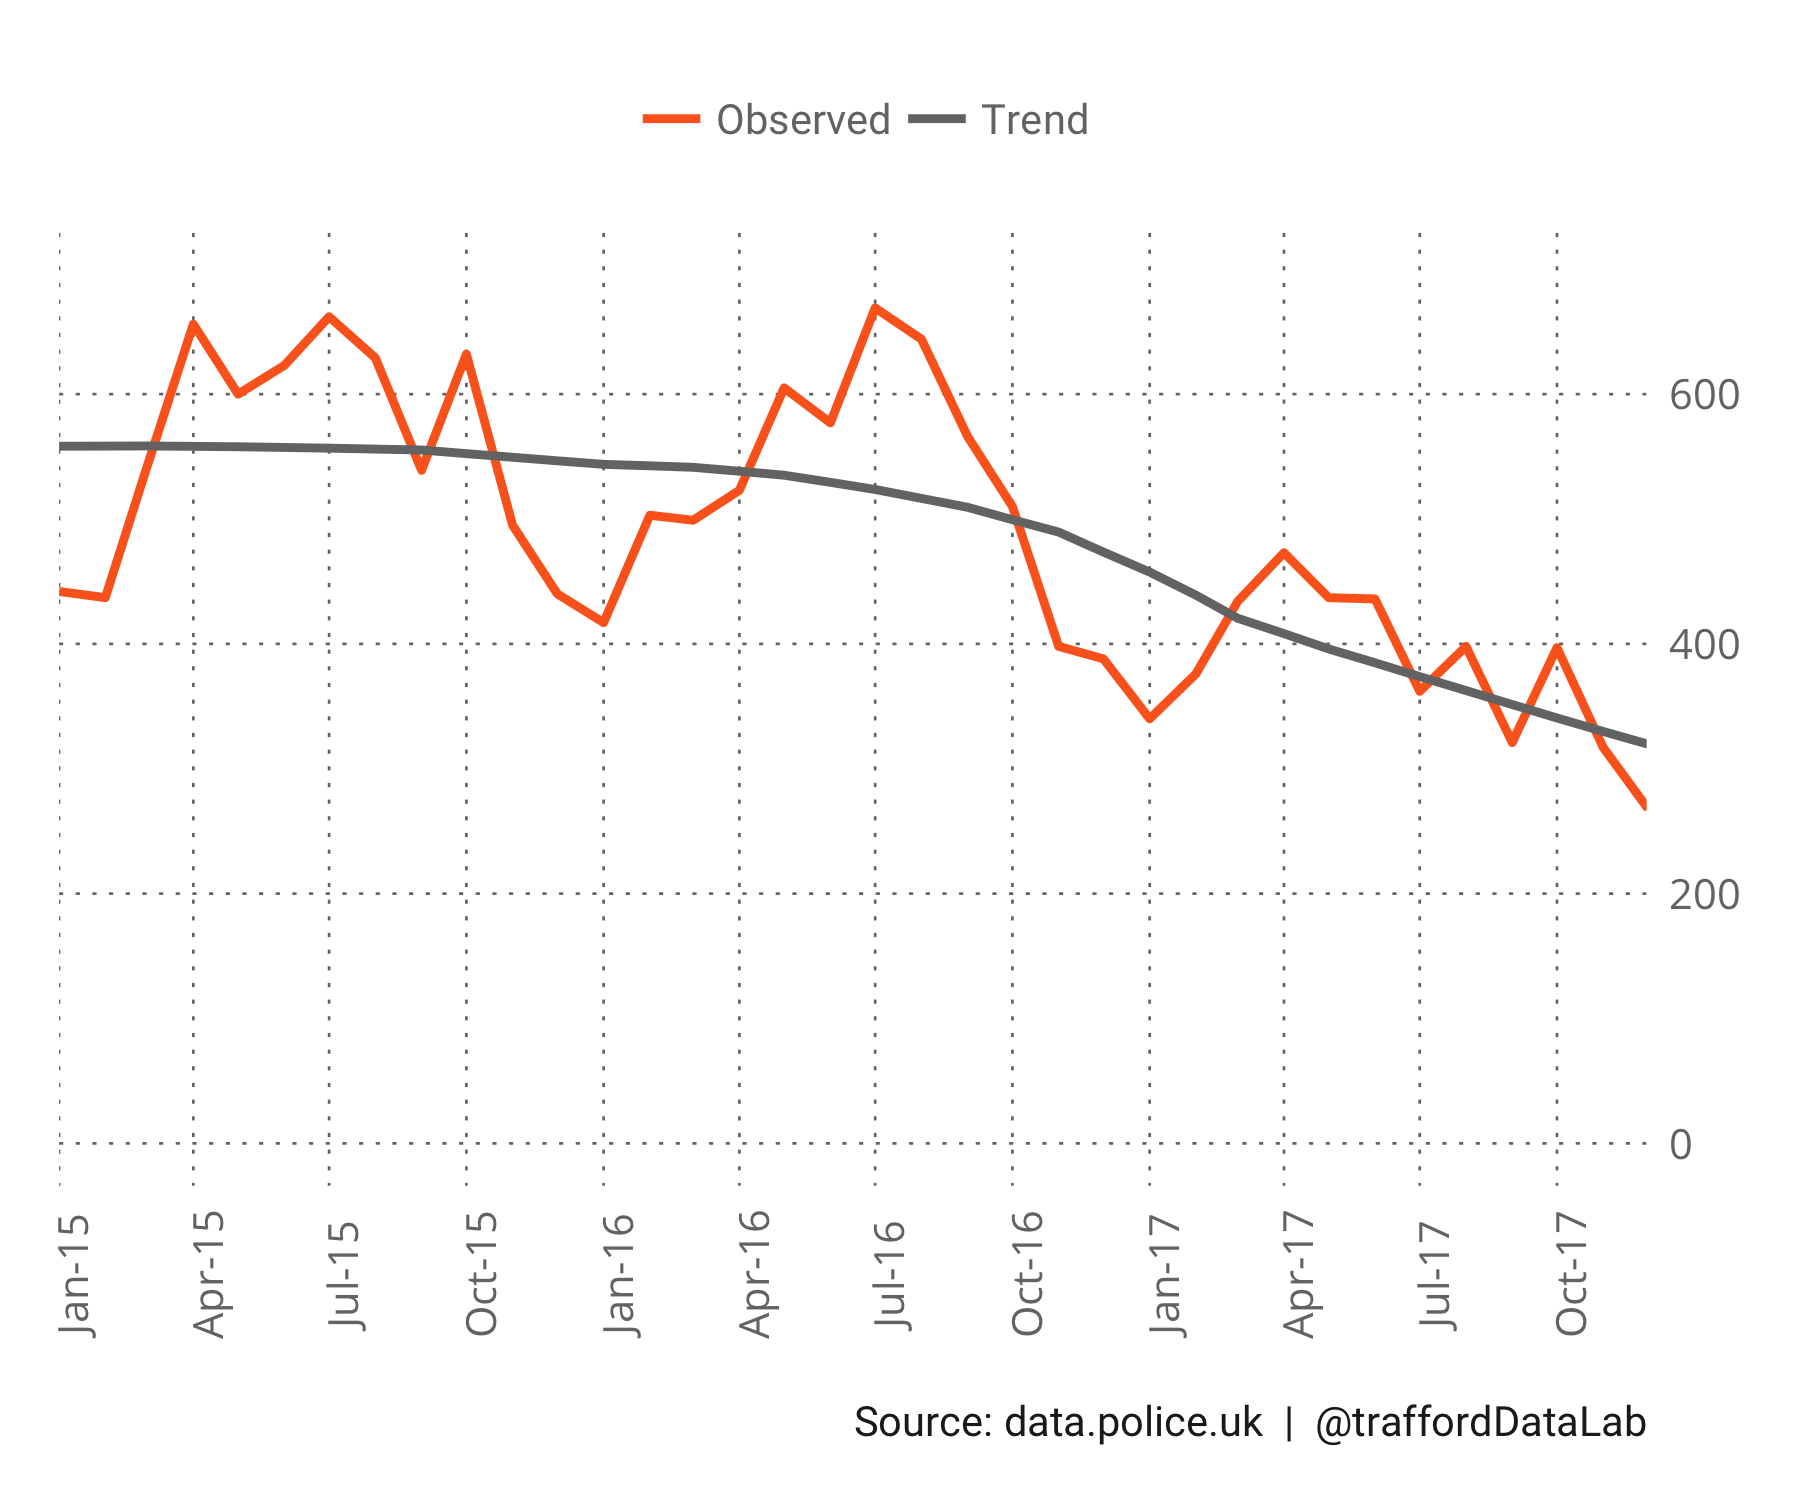 Observed Trend
600
400
200
0
Jan-15
Apr-15
Jul-15
Oct-15
Jan-16
Apr-16
Jul-16
Oct-16
Jan-17
Apr-17
Jul-17
Oct-17
Source: data.police.uk | @traffordDataLab